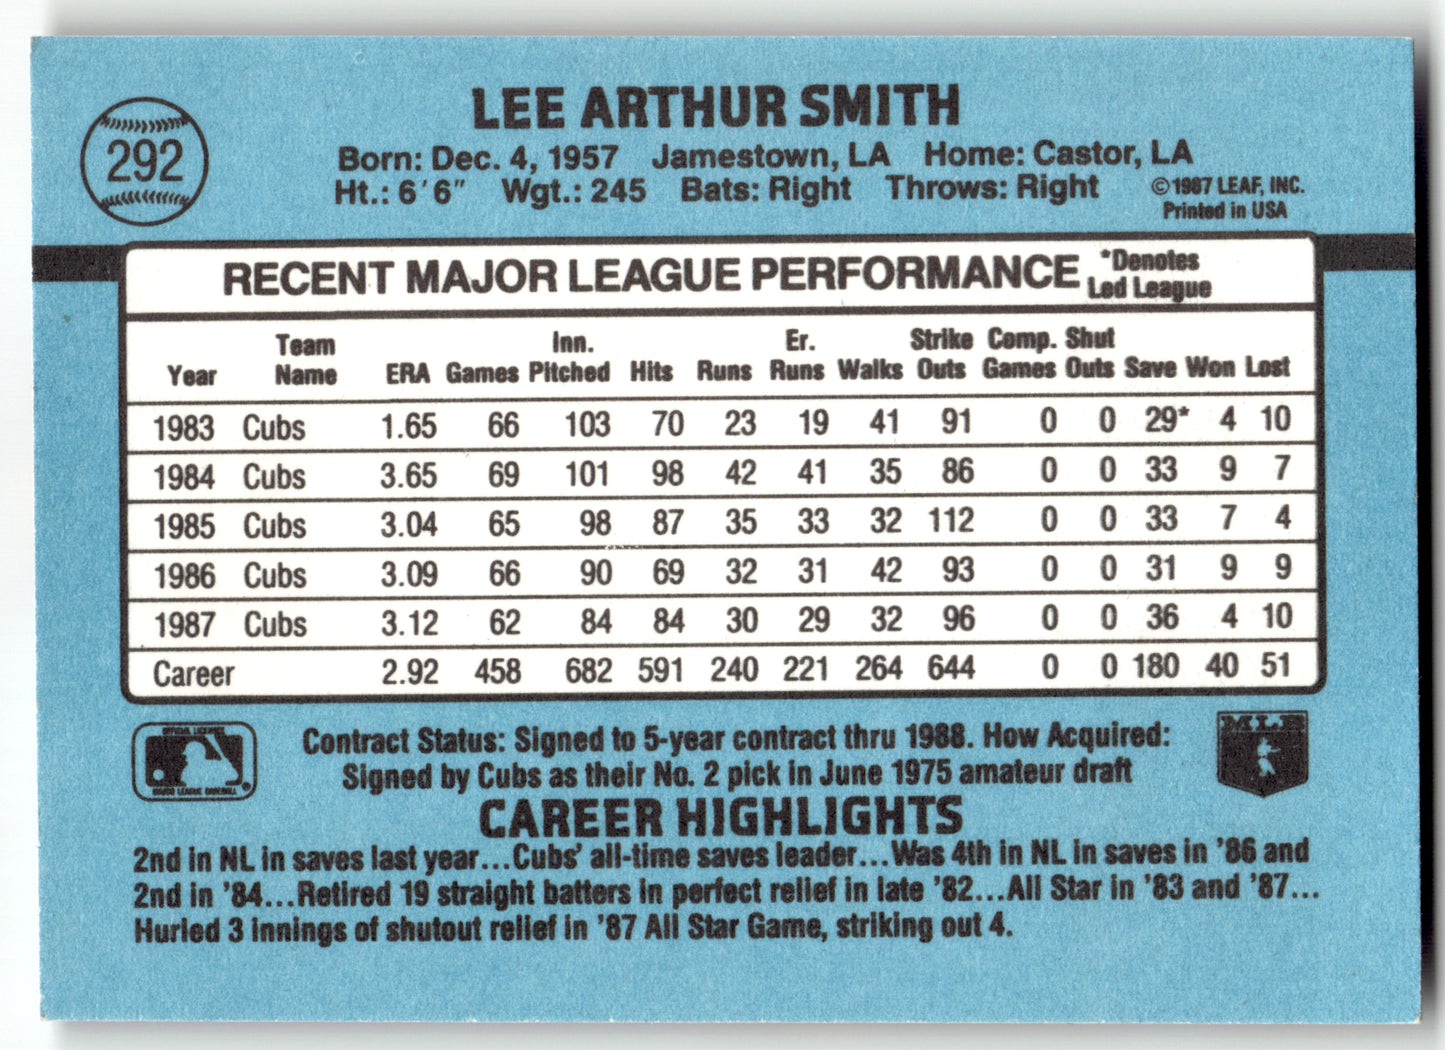 292
LEE ARTHUR SMITH
Born: Dec. 4, 1957 Jamestown, LA Home: Castor, LA
Ht.: 6'6" Wgt.: 245 Bats: Right Throws: Right
©1987 LEAF, INC.
Printed in USA
RECENT MAJOR LEAGUE PERFORMANCE *Denotes Led League
Year Team Name ERA Games Inn. Pitched Hits Runs Er. Runs Walks Strike Outs Comp. Games Shut Outs Save Won Lost
1983 Cubs 1.65 66 103 70 23 19 41 91 0 0 29* 4 10
1984 Cubs 3.65 69 101 98 42 41 35 86 0 0 33 9 7
1985 Cubs 3.04 65 98 87 35 33 32 112 0 0 33 7 4
1986 Cubs 3.09 66 90 69 32 31 42 93 0 0 31 9 9
1987 Cubs 3.12 62 84 84 30 29 32 96 0 0 36 4 10
Career 2.92 458 682 591 240 221 264 644 0 0 180 40 51
Contract Status: Signed to 5-year contract thru 1988. How Acquired:
Signed by Cubs as their No. 2 pick in June 1975 amateur draft
MLB
CAREER HIGHLIGHTS
2nd in NL in saves last year...Cubs' all-time saves leader...Was 4th in NL in saves in '86 and
2nd in '84...Retired 19 straight batters in perfect relief in late '82...All Star in '83 and '87...
Hurled 3 innings of shutout relief in '87 All Star Game, striking out 4.